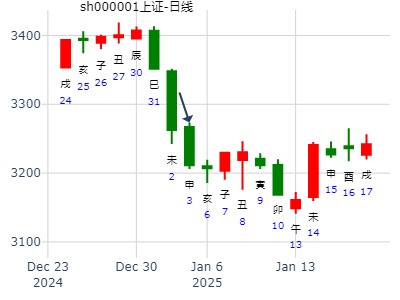 sh000001上证-日线
3400
3300
3200
3100
戌
24
亥
25
子
26
丑
27
辰
30
巳
31
未
2
申
3
亥
6
子
7
丑
8
寅
9
卯
10
午
13
未
14
申
15
酉
16
戌
17
Dec 23
2024
Dec 30
Jan 6
2025
Jan 13